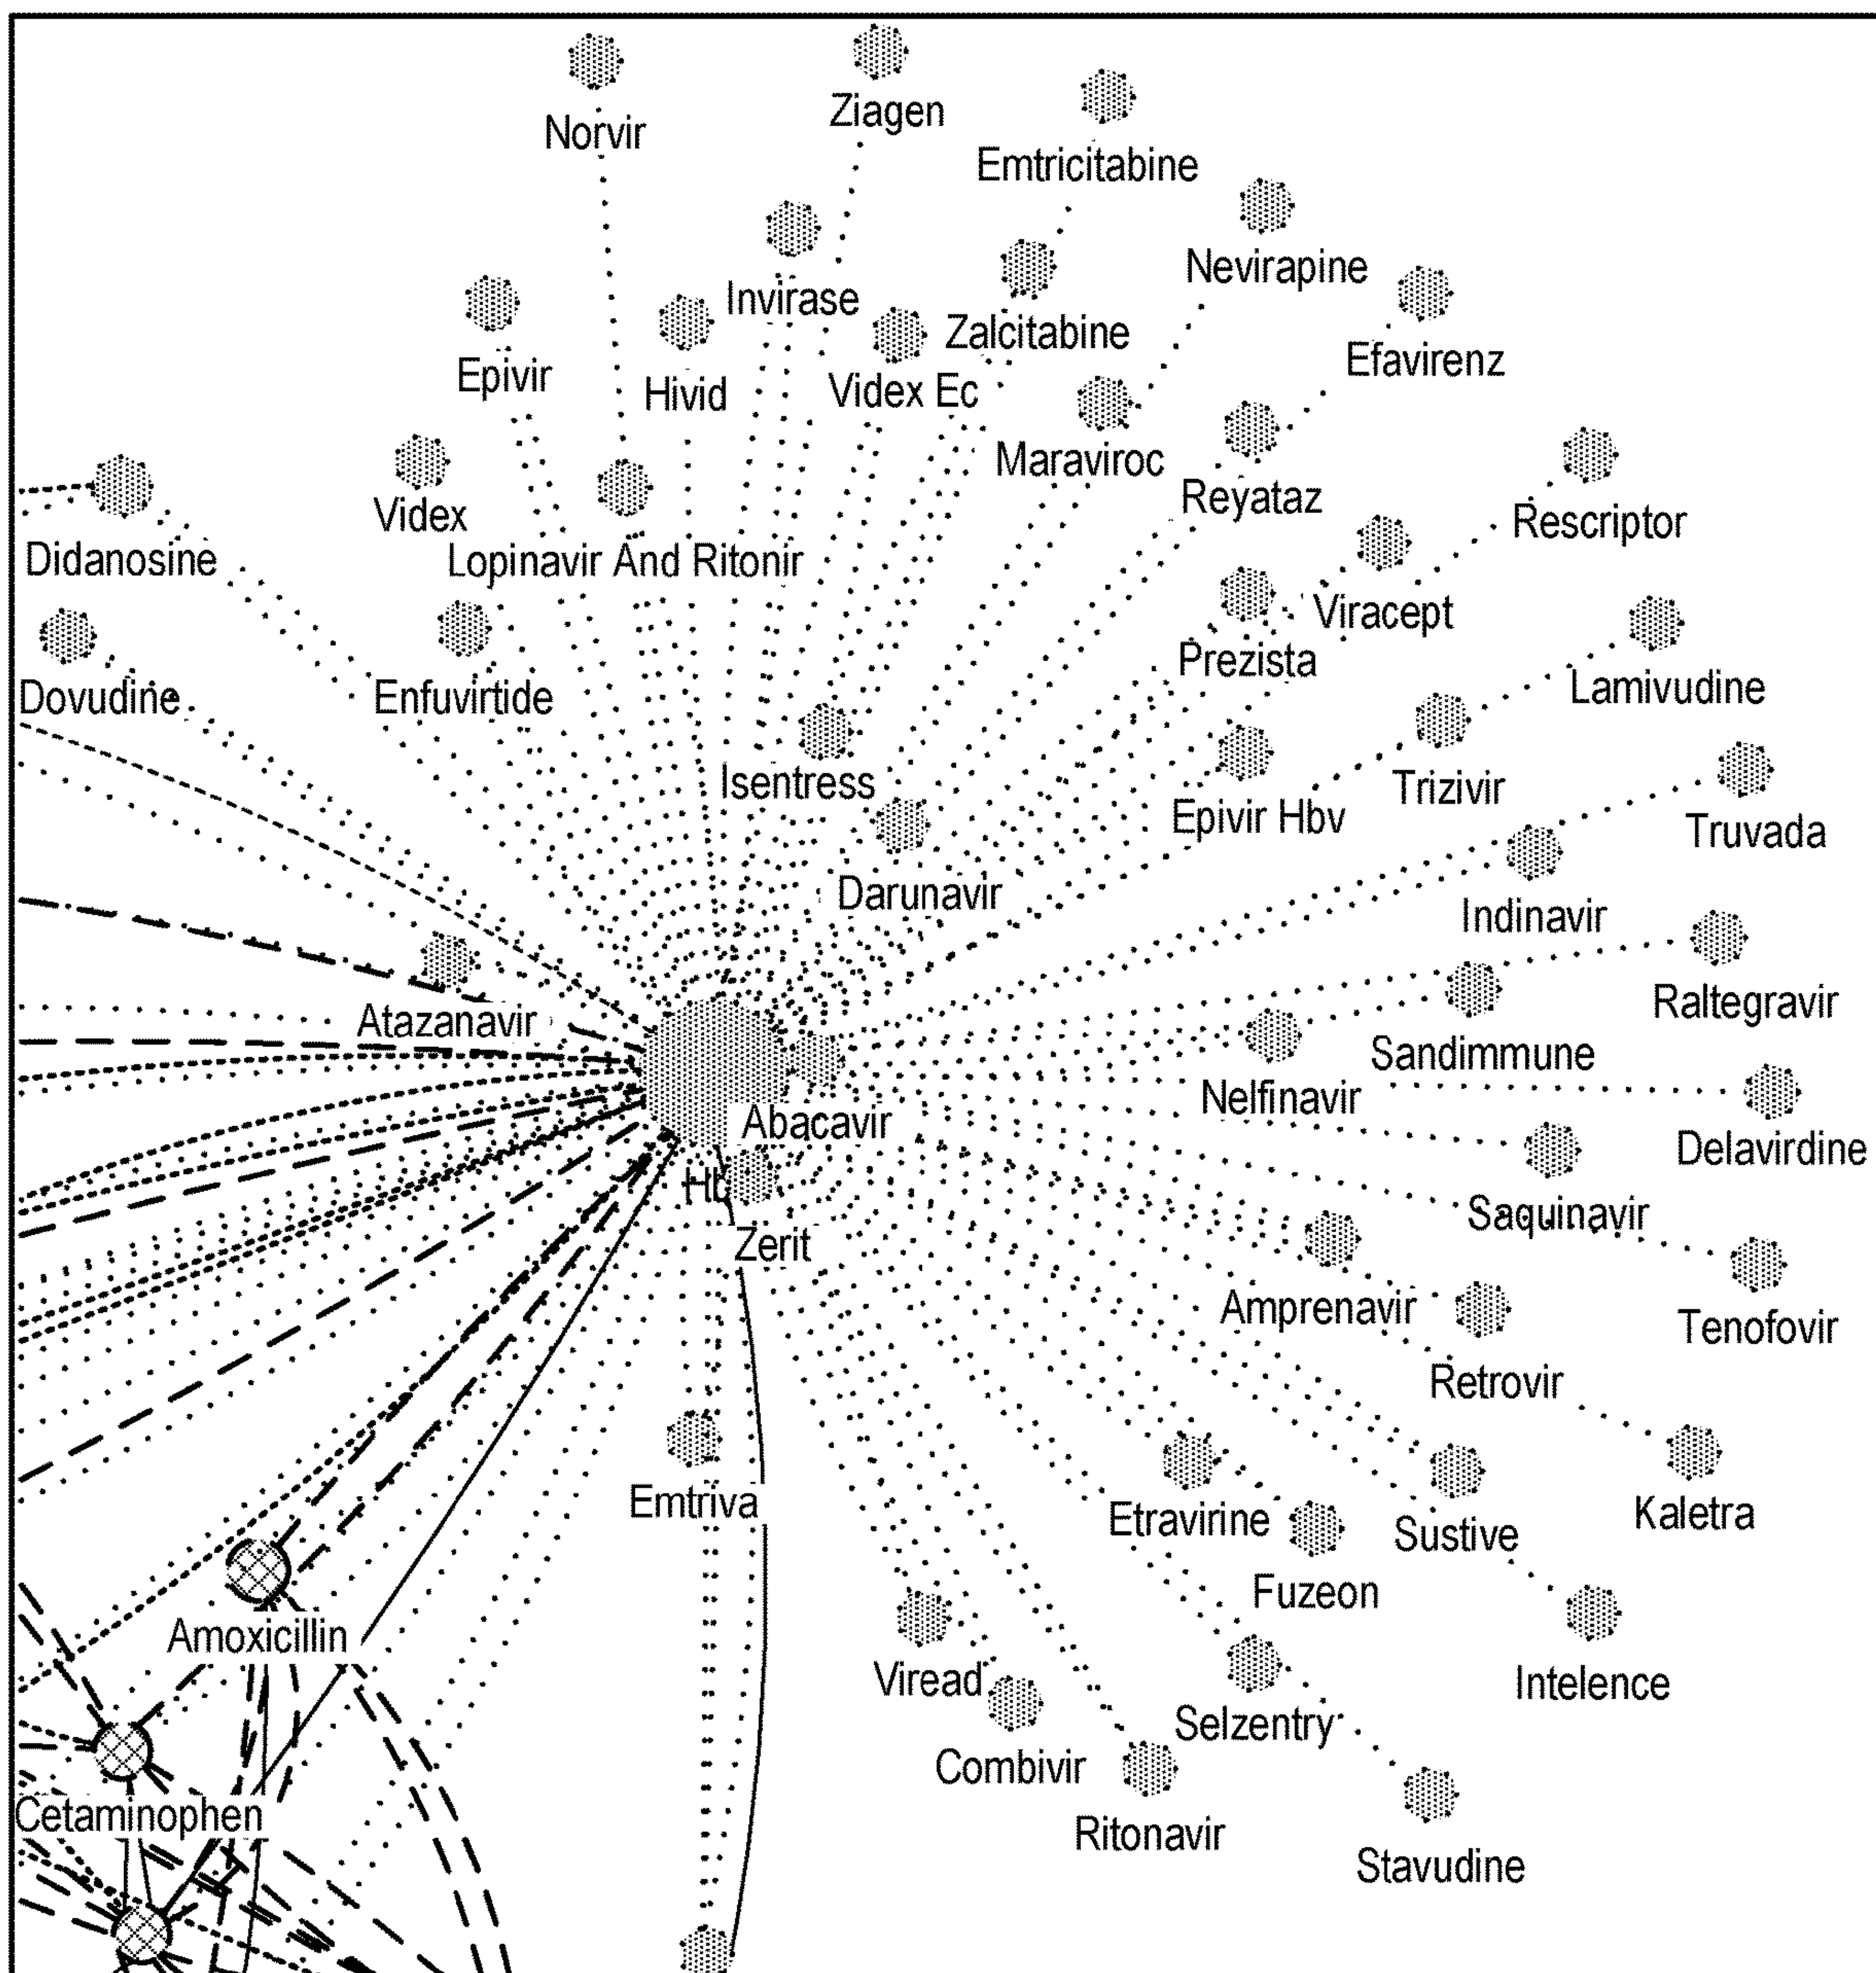 Ziagen
Norvir
Emtricitabine
Nevirapine
Invirase
Zalcitabine
Efavirenz
Epivir
Hivid
Videx Ec
Maraviroc
Reyataz
Videx
Rescriptor
Didanosine
Lopinavir And Ritonir
Viracept
Prezista
Lamivudine
Dovudine
Enfuvirtide
Isentress
Trizivir
Epivir Hbv
Truvada
Darunavir
Indinavir
Raltegravir
Atazanavir
Sandimmune
Nelfinavir
Abacavir
Delavirdine
Saquinavir
Zerit
Amprenavir
Tenofovir
Retrovir
Emtriva
Kaletra
Etravirine
Sustive
Fuzeon
Amoxicillin
Viread
Intelence
Selzentry
Combivir
Cetaminophen
Ritonavir
Stavudine